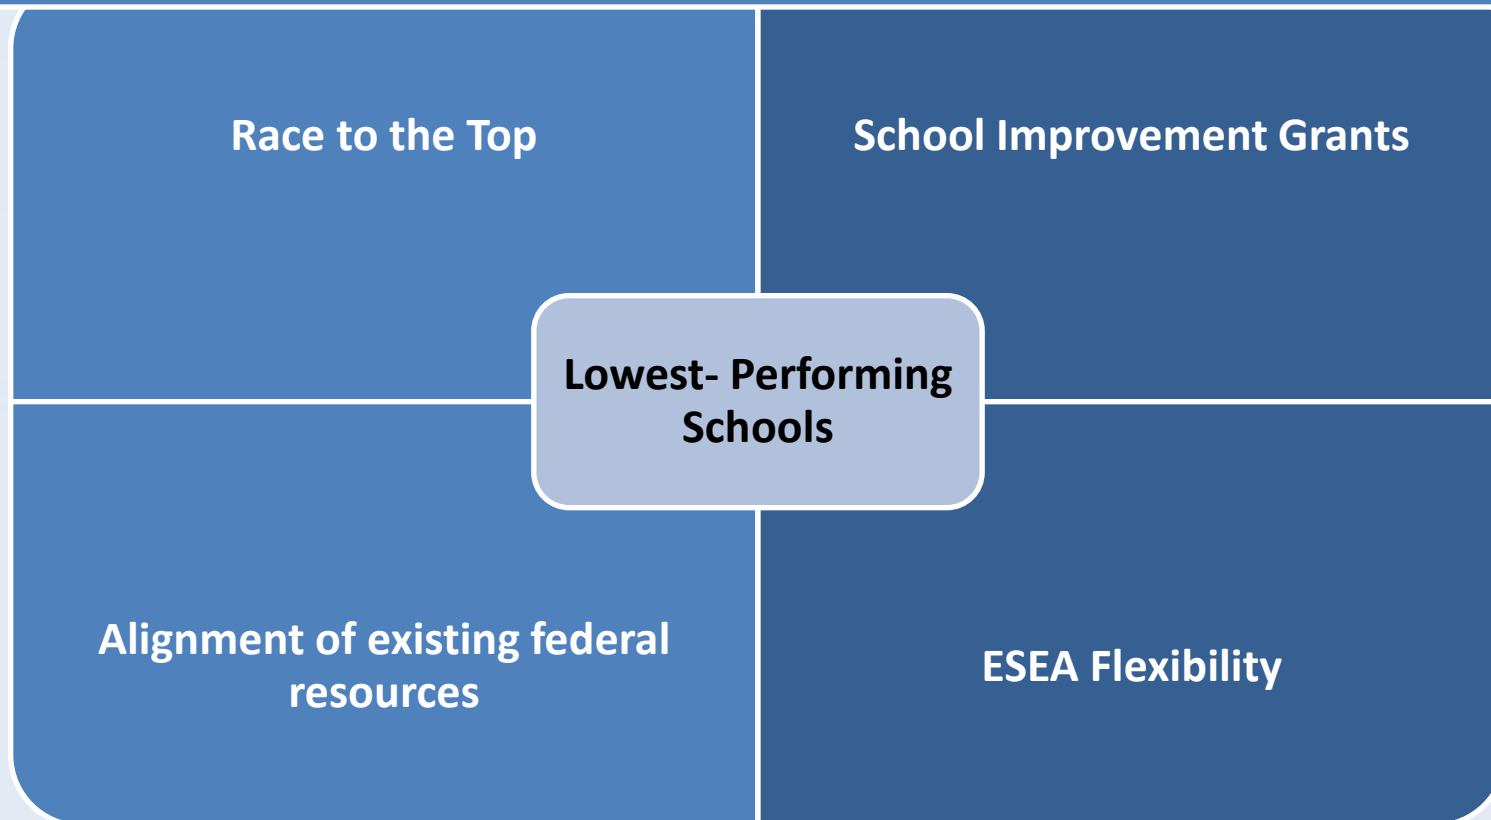 Race to the Top
School Improvement Grants
Lowest- Performing
Schools
Alignment of existing federal
resources
ESEA Flexibility